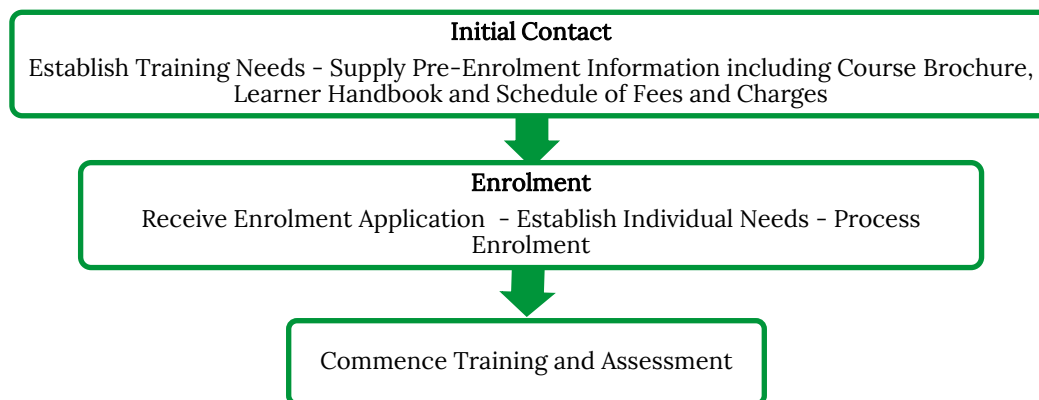 Initial Contact
Establish Training Needs - Supply Pre-Enrolment Information including Course Brochure,
Learner Handbook and Schedule of Fees and Charges
Enrolment
Receive Enrolment Application - Establish Individual Needs - Process
Enrolment
Commence Training and Assessment